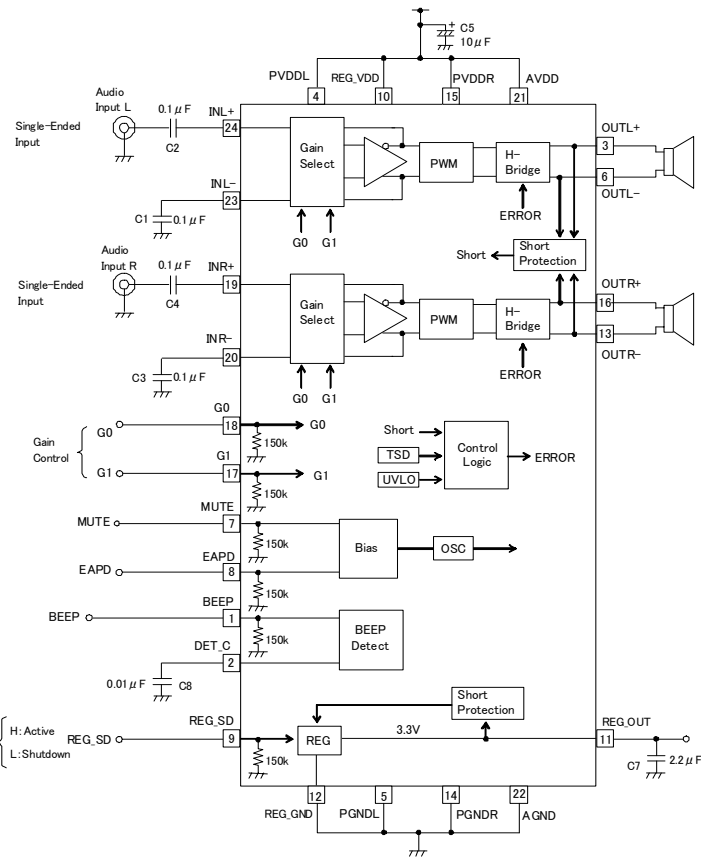 C5
10μF
PVDDL
REG_VDD
PVDDR
AVDD
4
10
15
21
Audio
Input L
0.1μF
INL+
24
C2
Single-Ended
Input
Gain
Select
PWM
H-
Bridge
OUTL+
3
6
OUTL-
INL-
23
C1
0.1μF
G0
G1
ERROR
Short
Short
Protection
Audio
Input R
0.1μF
INR+
19
C4
Single-Ended
Input
Gain
Select
PWM
H-
Bridge
OUTR+
16
13
OUTR-
INR-
20
C3
0.1μF
G0
G1
ERROR
G0
18
G0
G0
150k
Gain
Control
G1
G1
17
G1
150k
Short
TSD
UVLO
Control
Logic
ERROR
MUTE
MUTE
7
150k
Bias
OSC
EAPD
EAPD
8
150k
BEEP
BEEP
1
150k
BEEP
Detect
DET_C
2
0.01μF
C8
H:Active
L:Shutdown
REG_SD
REG_SD
9
150k
REG
3.3V
Short
Protection
REG_OUT
11
C7
2.2μF
12
5
14
22
REG_GND
PGNDL
PGNDR
AGND